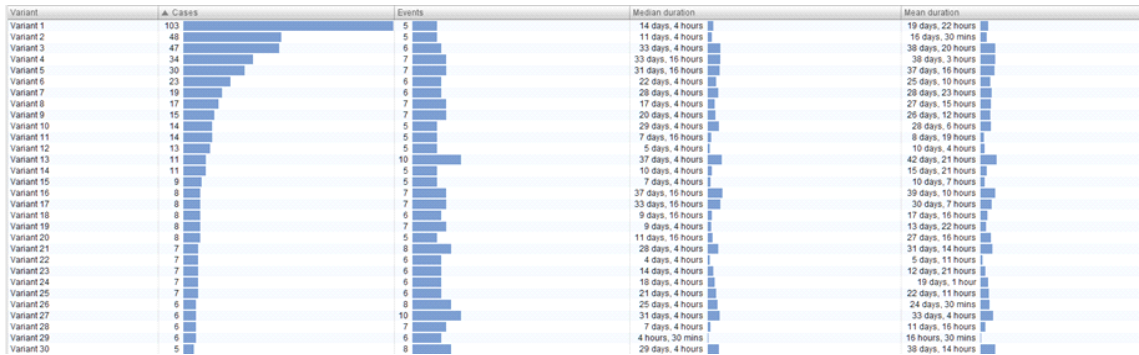 Variant ▲ Cases Events Median duration Mean duration
Variant 1 103 5 14 days, 4 hours 19 days, 22 hours
Variant 2 48 5 11 days, 4 hours 16 days, 30 mins
Variant 3 47 6 33 days, 4 hours 38 days, 20 hours
Variant 4 34 7 33 days, 16 hours 38 days, 3 hours
Variant 5 30 7 31 days, 16 hours 37 days, 16 hours
Variant 6 23 6 22 days, 4 hours 25 days, 10 hours
Variant 7 19 6 28 days, 4 hours 28 days, 23 hours
Variant 8 17 7 17 days, 4 hours 27 days, 15 hours
Variant 9 15 7 20 days, 4 hours 26 days, 12 hours
Variant 10 14 5 29 days, 4 hours 28 days, 6 hours
Variant 11 14 5 7 days, 16 hours 8 days, 19 hours
Variant 12 13 5 5 days, 4 hours 10 days, 4 hours
Variant 13 11 10 37 days, 4 hours 42 days, 21 hours
Variant 14 11 5 10 days, 4 hours 15 days, 21 hours
Variant 15 9 5 7 days, 4 hours 10 days, 7 hours
Variant 16 8 7 37 days, 16 hours 39 days, 10 hours
Variant 17 8 7 33 days, 16 hours 30 days, 7 hours
Variant 18 8 6 9 days, 16 hours 17 days, 16 hours
Variant 19 8 7 9 days, 4 hours 13 days, 22 hours
Variant 20 8 5 11 days, 16 hours 27 days, 16 hours
Variant 21 7 8 28 days, 4 hours 31 days, 14 hours
Variant 22 7 6 4 days, 4 hours 5 days, 11 hours
Variant 23 7 6 14 days, 4 hours 12 days, 21 hours
Variant 24 7 6 18 days, 4 hours 19 days, 1 hour
Variant 25 7 6 21 days, 4 hours 22 days, 11 hours
Variant 26 6 8 25 days, 4 hours 24 days, 30 mins
Variant 27 6 10 31 days, 4 hours 33 days, 4 hours
Variant 28 6 7 7 days, 4 hours 11 days, 16 hours
Variant 29 6 6 4 hours, 30 mins 16 hours, 30 mins
Variant 30 5 8 29 days, 4 hours 38 days, 14 hours